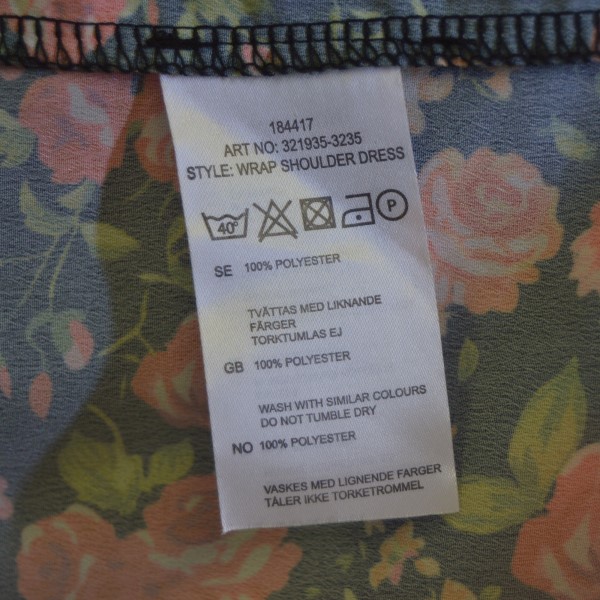 184417
ART NO: 321935-3235
STYLE: WRAP SHOULDER DRESS
40° P
SE 100% POLYESTER
TVÄTTAS MED LIKNANDE
FÄRGER
TORKTUMLAS EJ
GB 100% POLYESTER
WASH WITH SIMILAR COLOURS
DO NOT TUMBLE DRY
NO 100% POLYESTER
VASKES MED LIGNENDE FARGER
TÅLER IKKE TORKETROMMEL